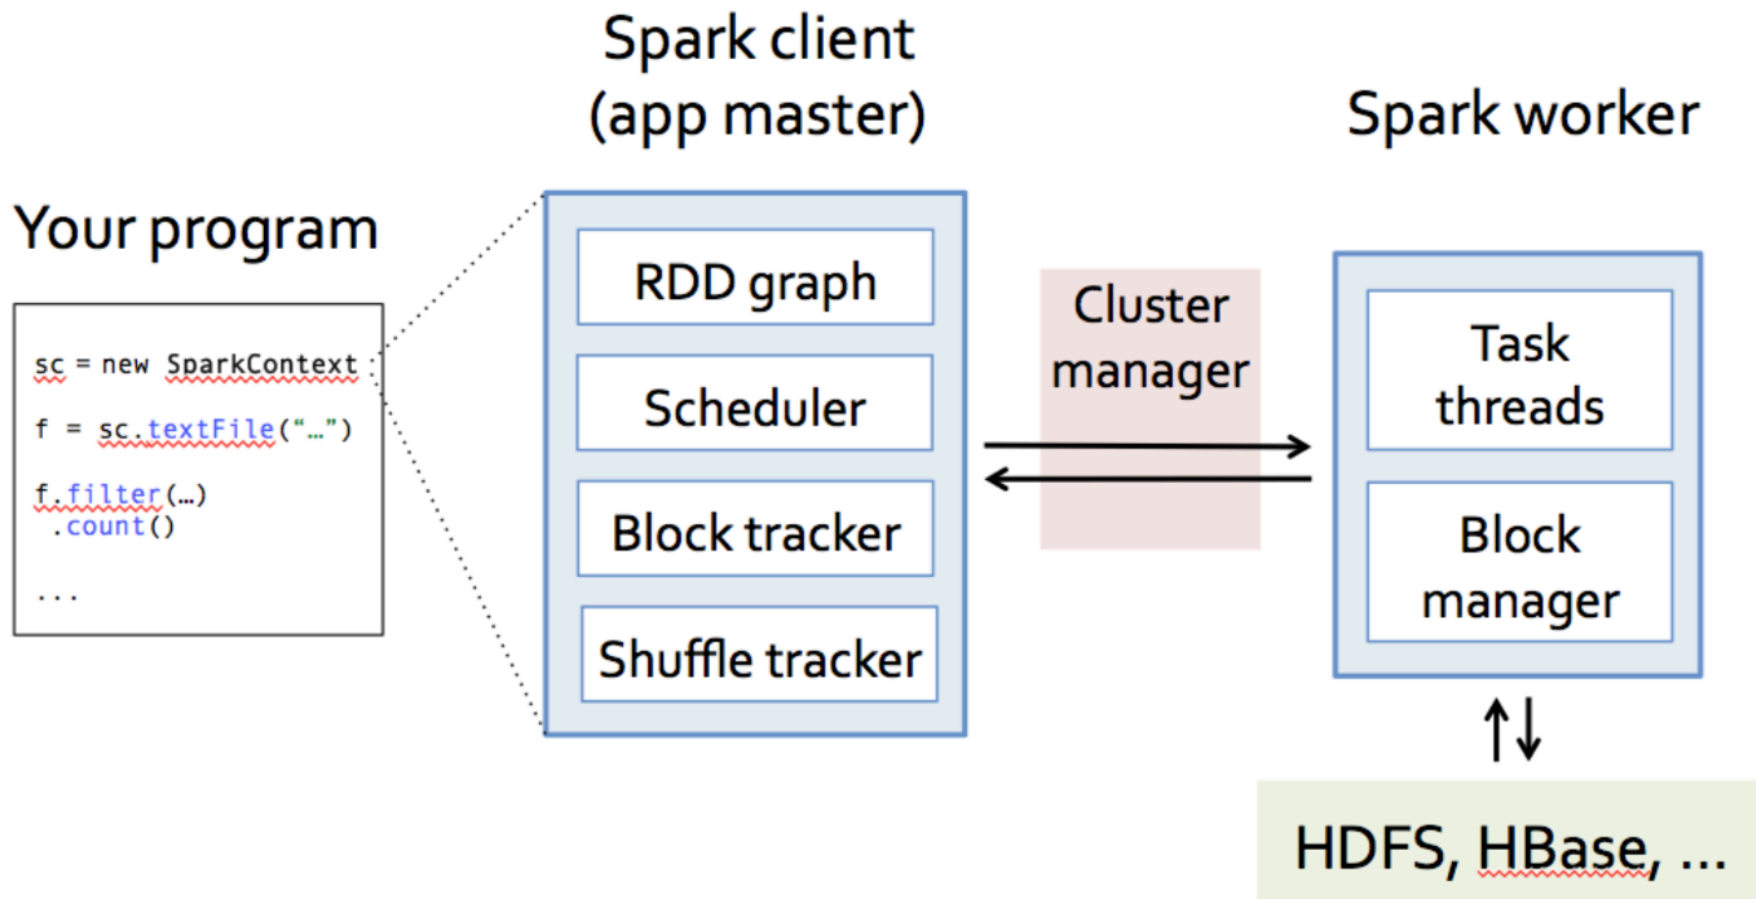 Spark client
(app master)
Spark worker
Your program
sc = new SparkContext
f = sc.textFile(“…”)
f.filter(…)
.count()
...
RDD graph
Scheduler
Block tracker
Shuffle tracker
Cluster
manager
Task
threads
Block
manager
HDFS, HBase, …